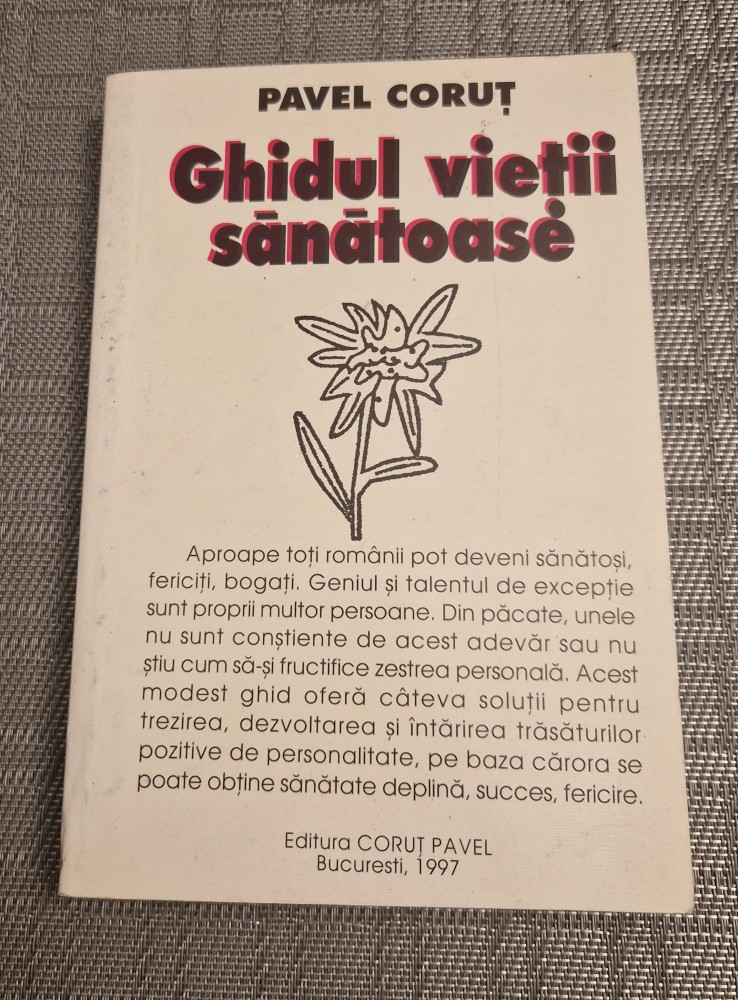 PAVEL CORUȚ
Ghidul vieții
sănătoase
Aproape toți românii pot deveni sănătoși,
fericiți, bogați. Geniul și talentul de excepție
sunt proprii multor persoane. Din păcate, unele
nu sunt conștiente de acest adevăr sau nu
știu cum să-și fructifice zestrea personală. Acest
modest ghid oferă câteva soluții pentru
trezirea, dezvoltarea și întărirea trăsăturilor
pozitive de personalitate, pe baza cărora se
poate obține sănătate deplină, succes, fericire.
Editura CORUȚ PAVEL
Bucuresti, 1997